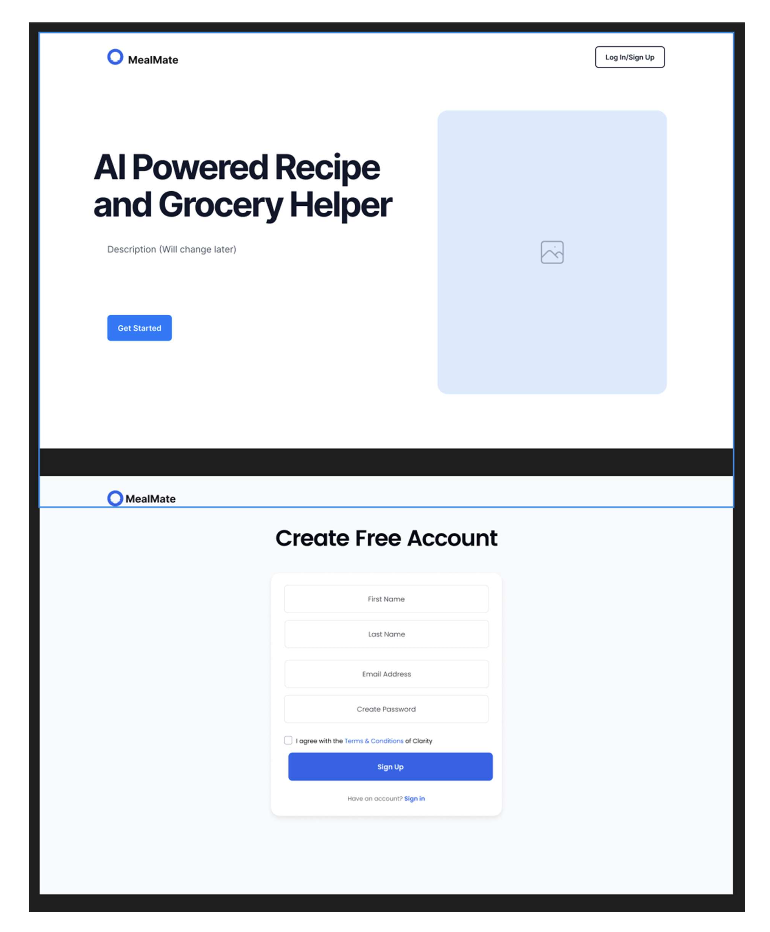 MealMate
Log In/Sign Up
AI Powered Recipe
and Grocery Helper
Description (Will change later)
Get Started
MealMate
Create Free Account
First Name
Last Name
Email Address
Create Password
I agree with the Terms & Conditions of Clarity
Sign Up
Have an account? Sign in